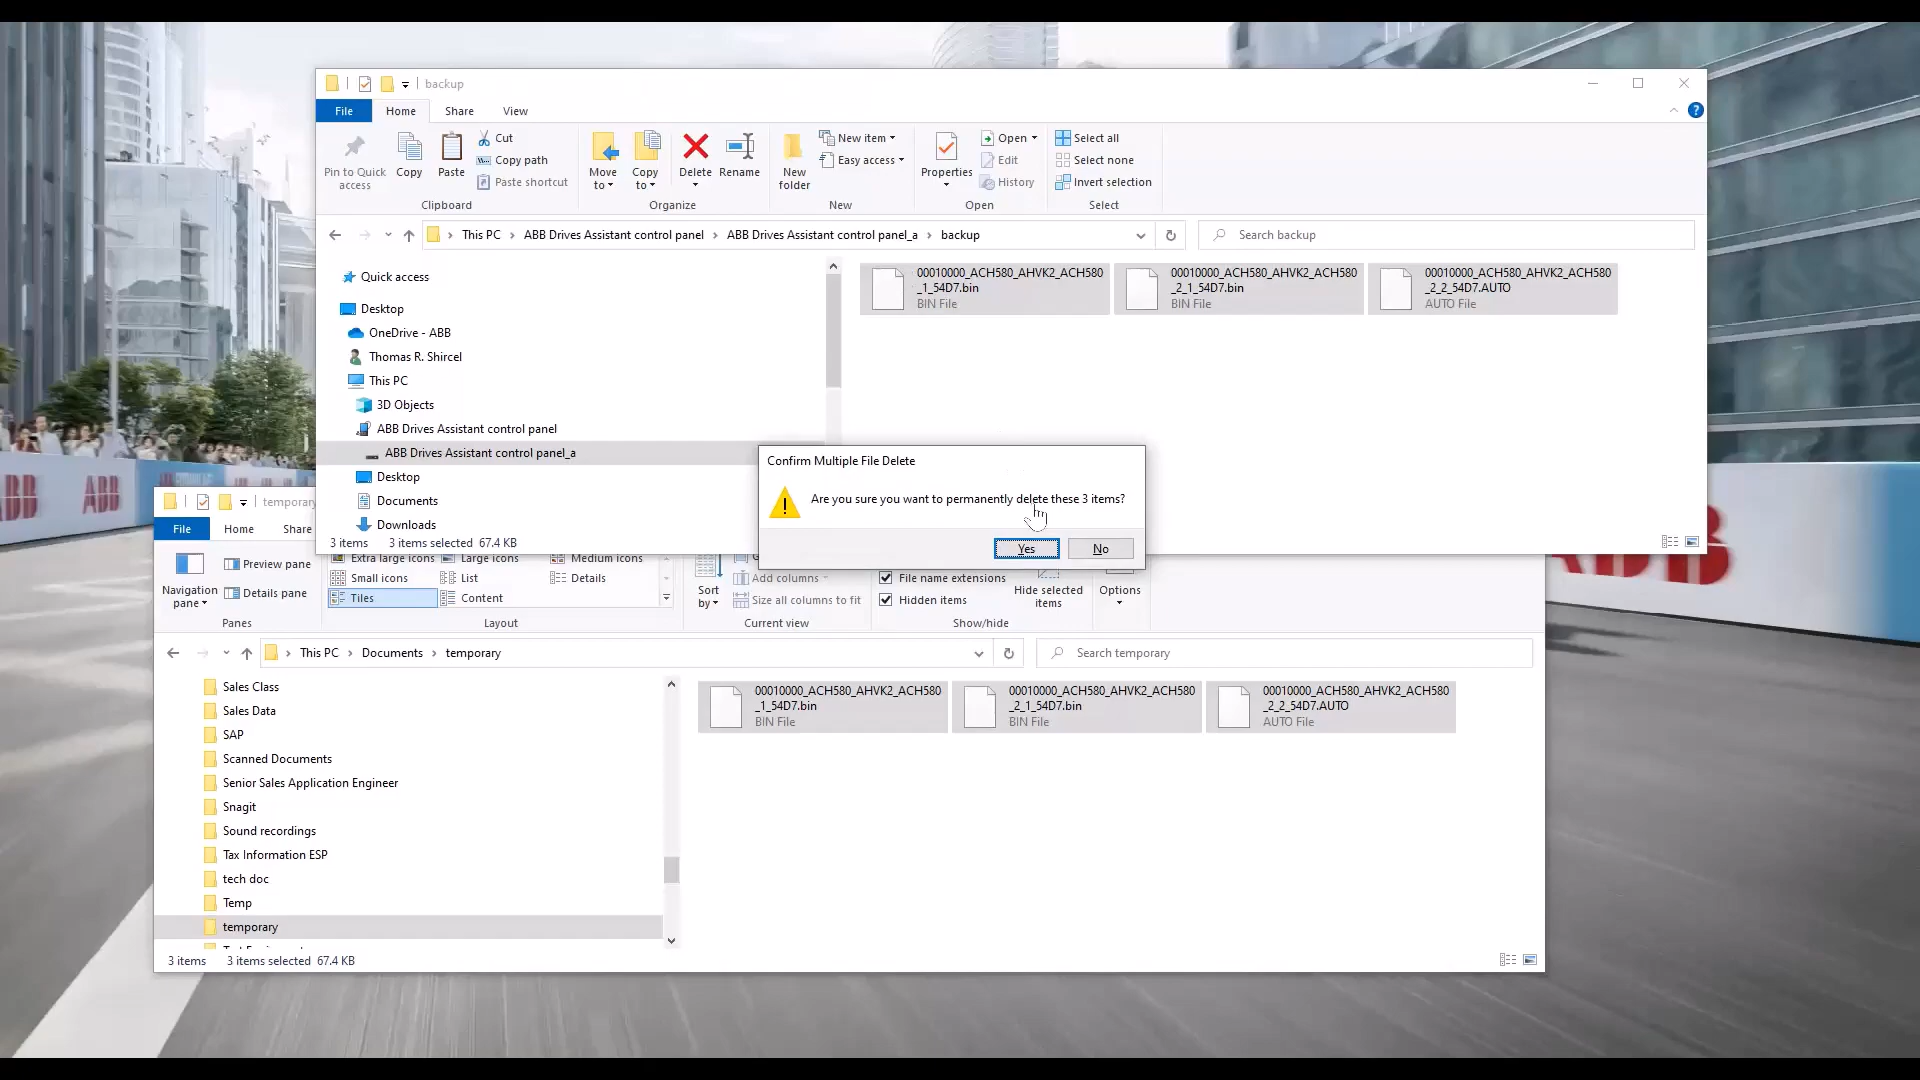 backup
File Home Share View
Pin to Quick access
Copy
Paste
Cut
Copy path
Paste shortcut
Clipboard
Move to
Copy to
Delete
Rename
Organize
New folder
New item
Easy access
New
Properties
Open
Edit
History
Open
Select all
Select none
Invert selection
Select
This PC > ABB Drives Assistant control panel > ABB Drives Assistant control panel_a > backup
Search backup
Quick access
Desktop
OneDrive - ABB
Thomas R. Shircel
This PC
3D Objects
ABB Drives Assistant control panel
ABB Drives Assistant control panel_a
Desktop
Documents
Downloads
3 items 3 items selected 67.4 KB
00010000_ACH580_AHVK2_ACH580
_1_54D7.bin
BIN File
00010000_ACH580_AHVK2_ACH580
_2_1_54D7.bin
BIN File
00010000_ACH580_AHVK2_ACH580
_2_2_54D7.AUTO
AUTO File
Confirm Multiple File Delete
Are you sure you want to permanently delete these 3 items?
Yes No
temporary
File Home Share
Navigation pane
Preview pane
Details pane
Panes
Extra large icons Large icons Medium icons
Small icons List Details
Tiles Content
Layout
Sort by
Add columns
Size all columns to fit
Current view
File name extensions
Hidden items
Hide selected items
Show/hide
Options
This PC > Documents > temporary
Search temporary
Sales Class
Sales Data
SAP
Scanned Documents
Senior Sales Application Engineer
Snagit
Sound recordings
Tax Information ESP
tech doc
Temp
temporary
3 items 3 items selected 67.4 KB
00010000_ACH580_AHVK2_ACH580
_1_54D7.bin
BIN File
00010000_ACH580_AHVK2_ACH580
_2_1_54D7.bin
BIN File
00010000_ACH580_AHVK2_ACH580
_2_2_54D7.AUTO
AUTO File
ABB